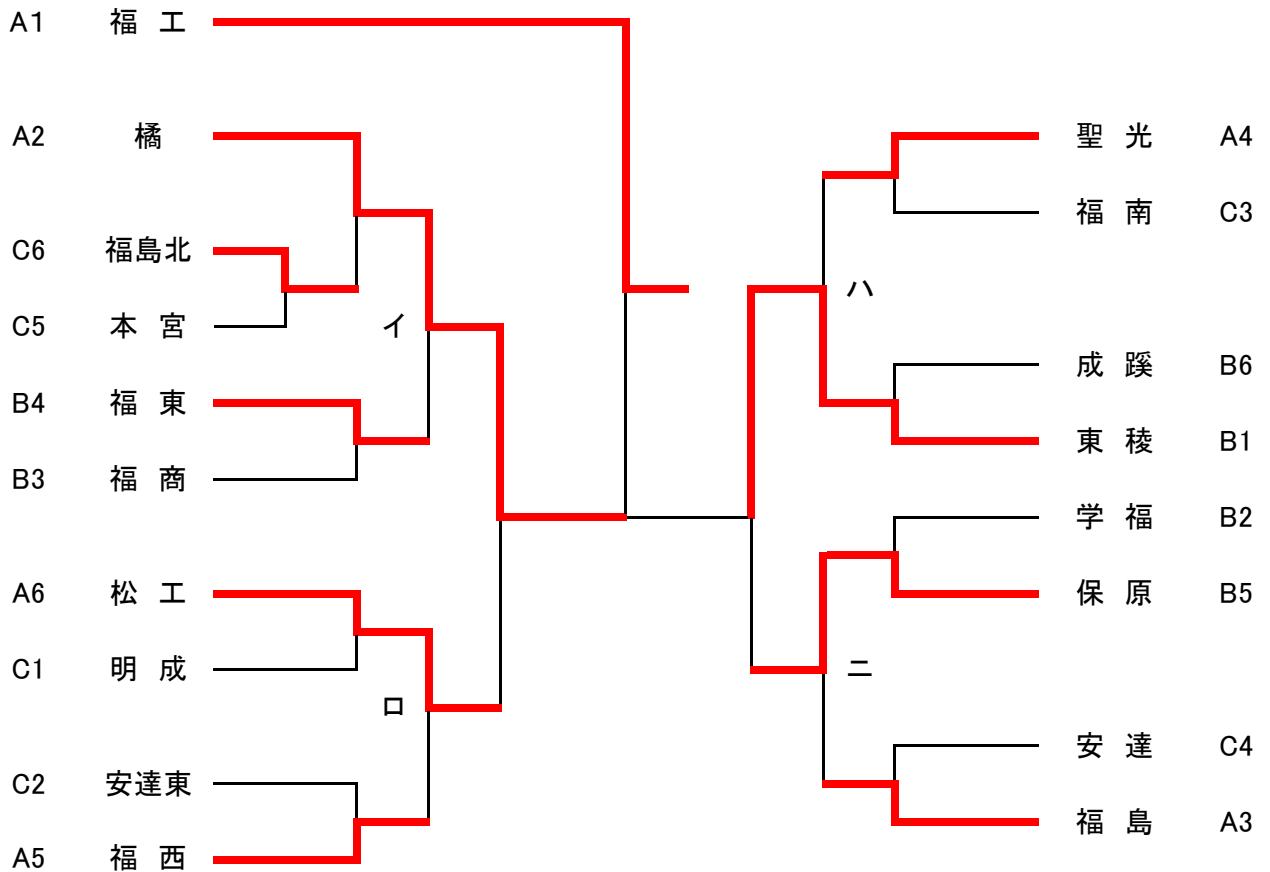 A1 福 工
A2 橘
聖 光 A4
福 南 C3
C6 福島北
ハ
C5 本 宮
イ
成 蹊 B6
B4 福 東
東 稜 B1
B3 福 商
学 福 B2
A6 松 工
保 原 B5
C1 明 成
ニ
ロ
安 達 C4
C2 安達東
福 島 A3
A5 福 西